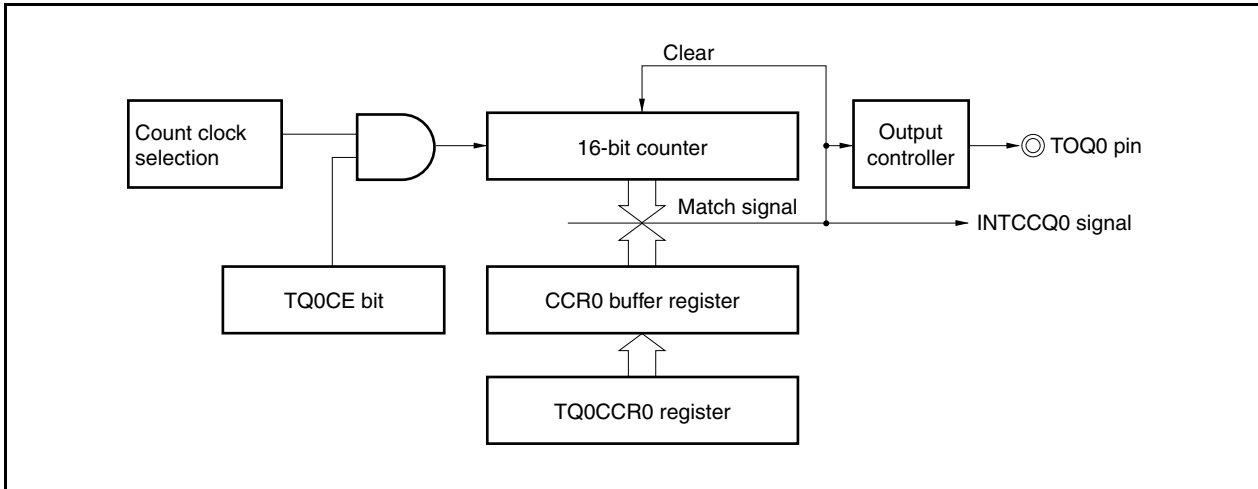 Clear
Count clock
selection
16-bit counter
Output
controller
TOQ0 pin
Match signal
INTCCQ0 signal
TQ0CE bit
CCR0 buffer register
TQ0CCR0 register